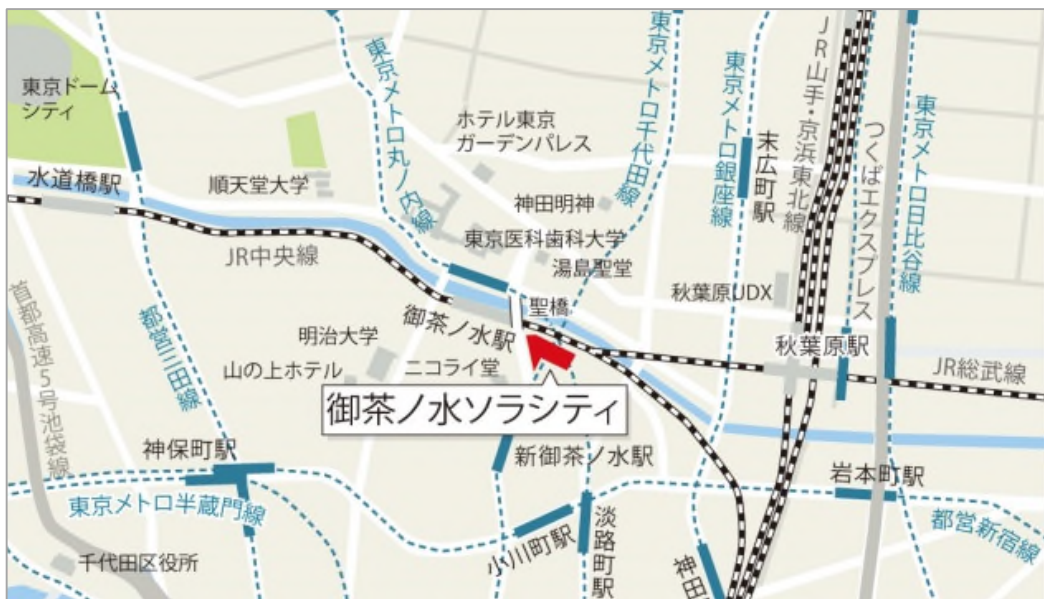 東京ドーム
シティ
水道橋駅
順天堂大学
東京メトロ丸ノ内線
ホテル東京
ガーデンパレス
東京メトロ千代田線
東京メトロ銀座線
末広町駅
JR山手・京浜東北線
つくばエクスプレス
東京メトロ日比谷線
神田明神
東京医科歯科大学
湯島聖堂
JR中央線
秋葉原UDX
聖橋
御茶ノ水駅
秋葉原駅
JR総武線
首都高速5号池袋線
都営三田線
明治大学
山の上ホテル
ニコライ堂
御茶ノ水ソラシティ
神保町駅
新御茶ノ水駅
岩本町駅
東京メトロ半蔵門線
小川町駅
淡路町駅
都営新宿線
千代田区役所
神田